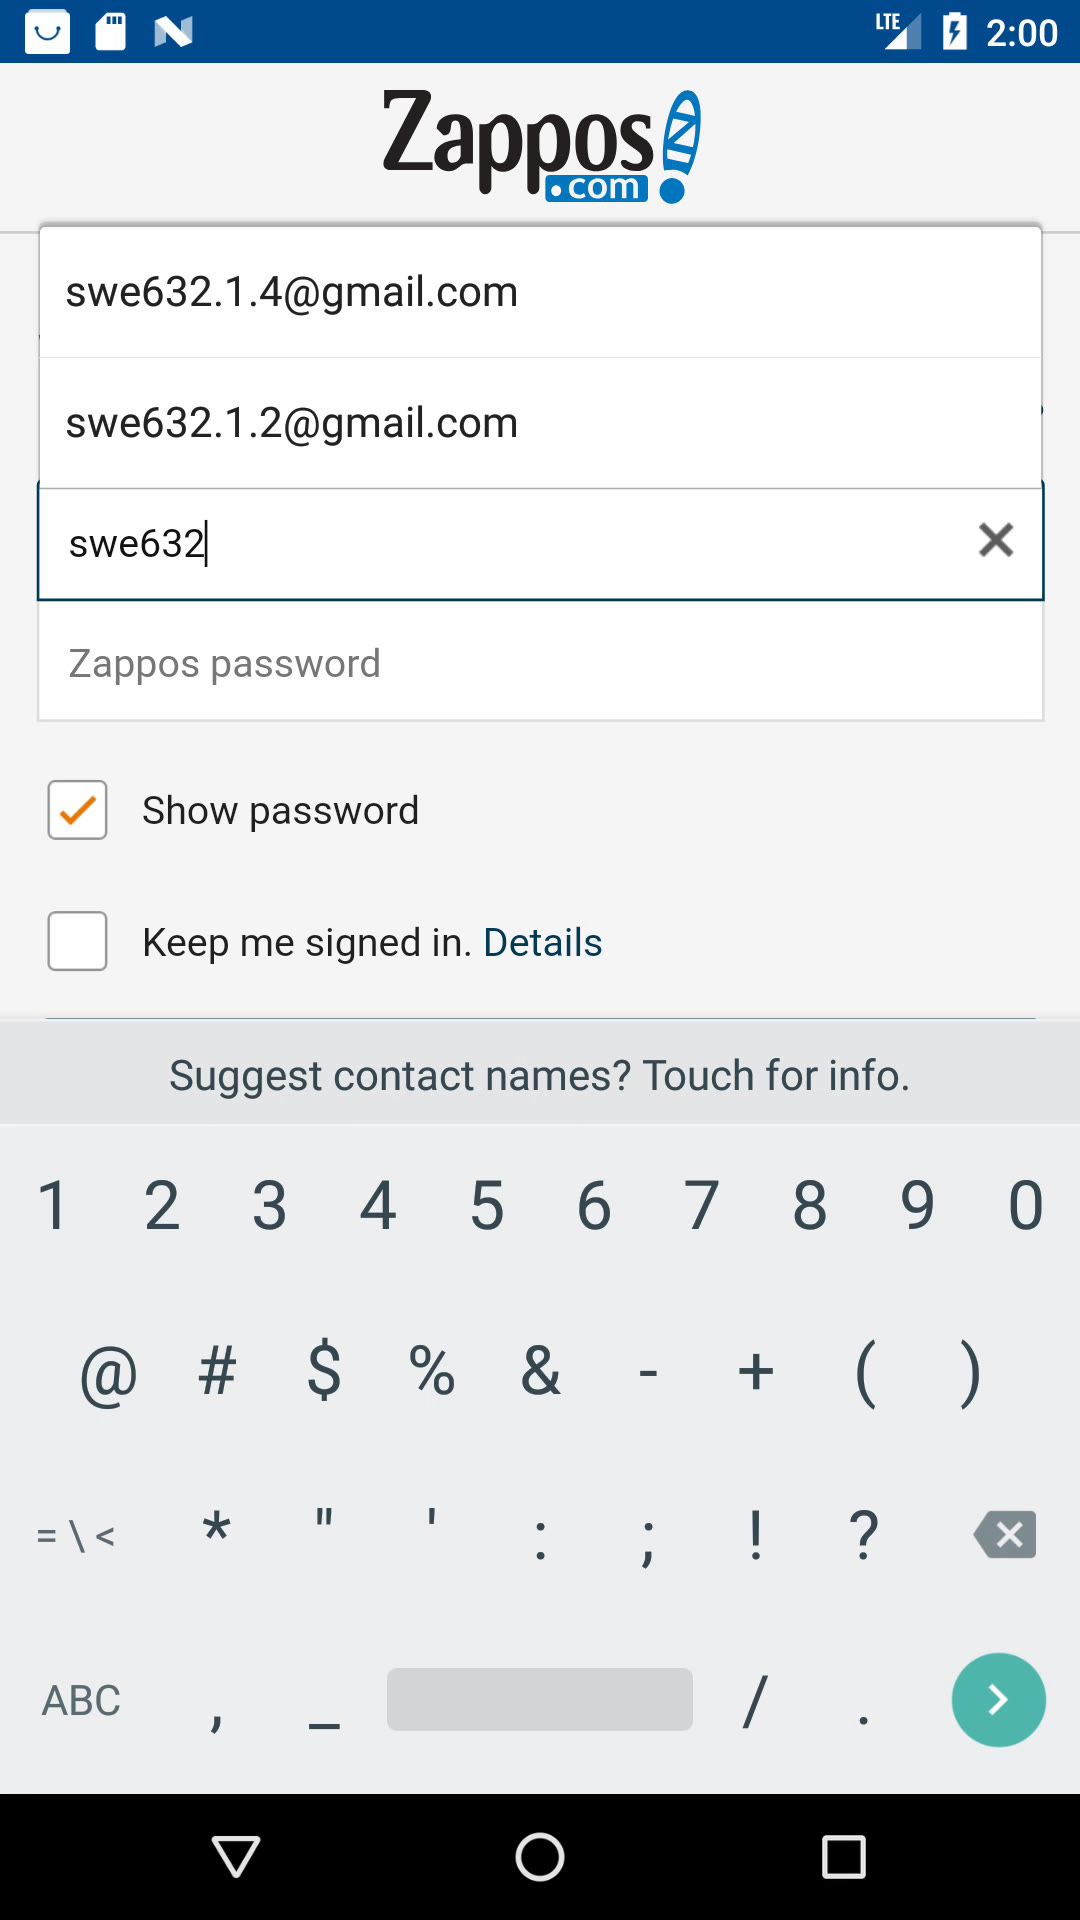 LTE 2:00
Zappos
.com
swe632.1.4@gmail.com
swe632.1.2@gmail.com
swe632
Zappos password
Show password
Keep me signed in. Details
Suggest contact names? Touch for info.
1 2 3 4 5 6 7 8 9 0
@ # $ % & - + ( )
= \ < * " ' : ; ! ?
ABC , _ / .